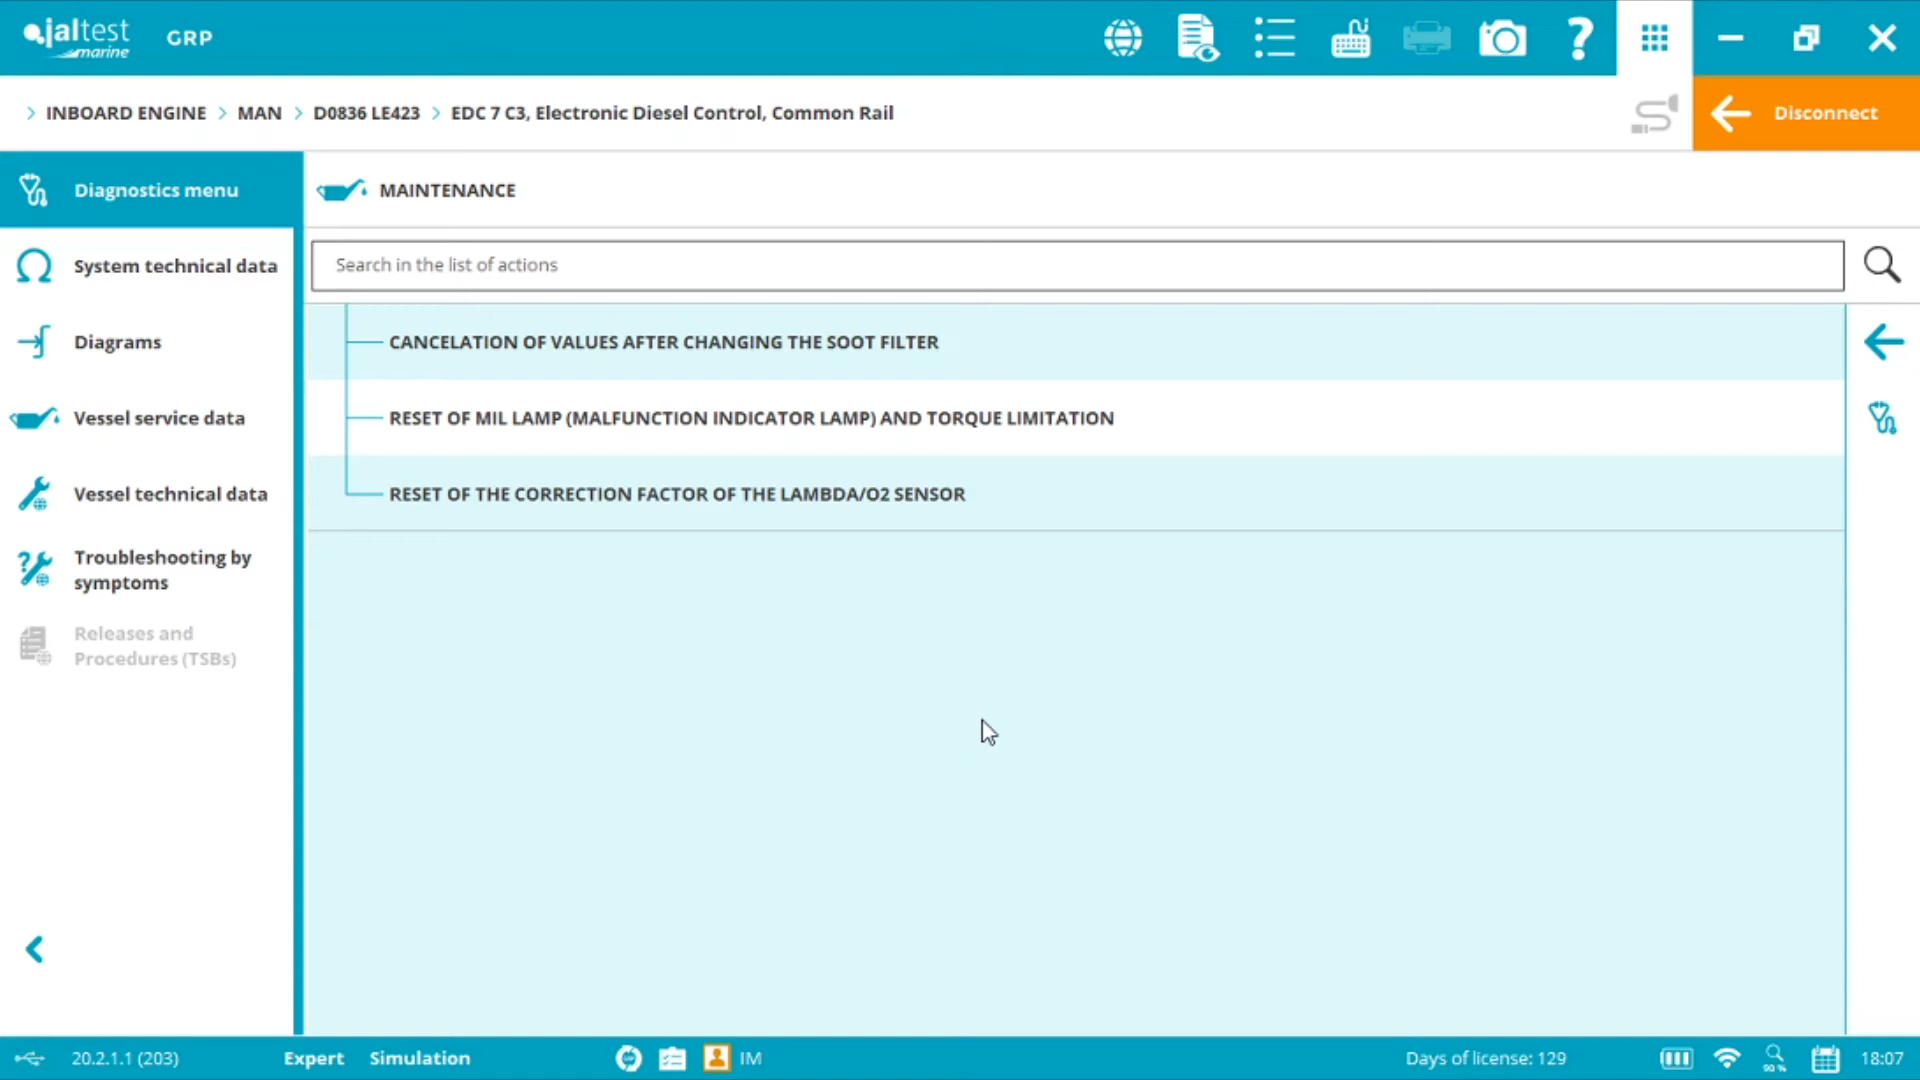 jaltest
marine
GRP
> INBOARD ENGINE > MAN > D0836 LE423 > EDC 7 C3, Electronic Diesel Control, Common Rail
Disconnect
Diagnostics menu
MAINTENANCE
System technical data
Search in the list of actions
Diagrams
CANCELATION OF VALUES AFTER CHANGING THE SOOT FILTER
Vessel service data
RESET OF MIL LAMP (MALFUNCTION INDICATOR LAMP) AND TORQUE LIMITATION
Vessel technical data
RESET OF THE CORRECTION FACTOR OF THE LAMBDA/O2 SENSOR
Troubleshooting by
symptoms
Releases and
Procedures (TSBs)
20.2.1.1 (203)
Expert
Simulation
IM
Days of license: 129
90 %
18:07